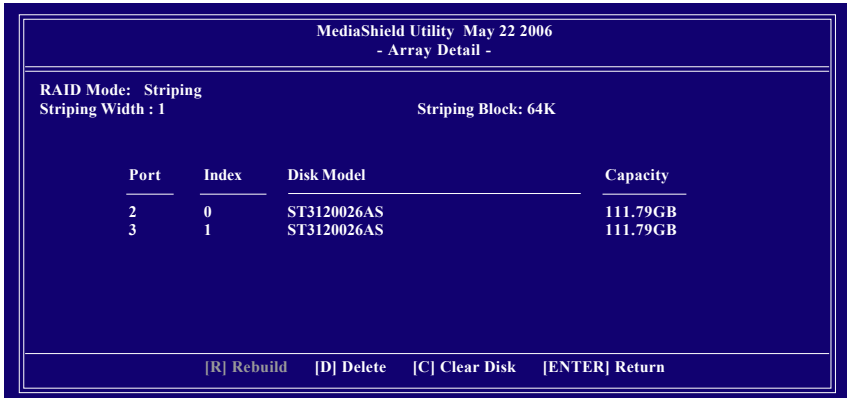 MediaShield Utility May 22 2006
- Array Detail -
RAID Mode: Striping
Striping Width : 1 Striping Block: 64K
Port Index Disk Model Capacity
2 0 ST3120026AS 111.79GB
3 1 ST3120026AS 111.79GB
[R] Rebuild [D] Delete [C] Clear Disk [ENTER] Return